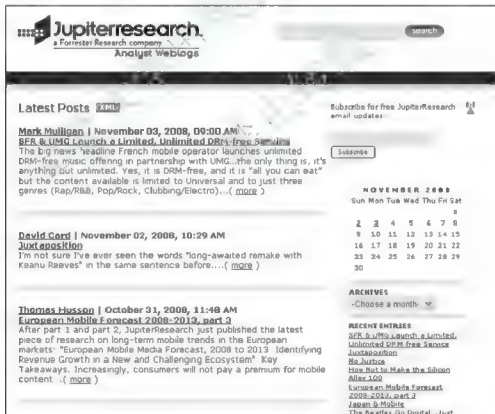 Jupiterresearch.
a Forrester Research company
Analyst Weblogs
search
Latest Posts XML
Mark Mulligan | November 03, 2008, 09:00 AM
SFR & UMG Launch a Limited, Unlimited DRM-free Service
The big news headline French mobile operator launches unlimited
DRM-free music offering in partnership with UMG...the only thing is, it's
anything but unlimited. Yes, it is DRM-free, and it is "all you can eat"
but the content available is limited to Universal and to just three
genres (Rap/R&B, Pop/Rock, Clubbing/Electro)...( more )
David Card | November 02, 2008, 10:29 AM
Juxtaposition
I'm not sure I've ever seen the words "long-awaited remake with
Keanu Reeves" in the same sentence before....( more )
Thomas Husson | October 31, 2008, 11:48 AM
European Mobile Forecast 2008-2013, part 3
After part 1 and part 2, JupiterResearch just published the latest
piece of research on long-term mobile trends in the European
markets: "European Mobile Media Forecast, 2008 to 2013 Identifying
Revenue Growth in a New and Challenging Ecosystem" Key
Takeaways. Increasingly, consumers will not pay a premium for mobile
content ..( more )
Subscribe for free JupiterResearch
email updates:
Subscribe
NOVEMBER 2008
Sun Mon Tue Wed Thu Fri Sat
2 3 4 5 6 7 8
9 10 11 12 13 14 15
16 17 18 19 20 21 22
23 24 25 26 27 28 29
30
ARCHIVES
-Choose a month-
RECENT ENTRIES
SFR & UMG Launch a Limited,
Unlimited DRM-free Service
Juxtaposition
No Justice
How Not to Make the Silicon
Alley 100
European Mobile Forecast
2008-2013, part 3
Japan & Mobile
The Beatles Go Digital...Just